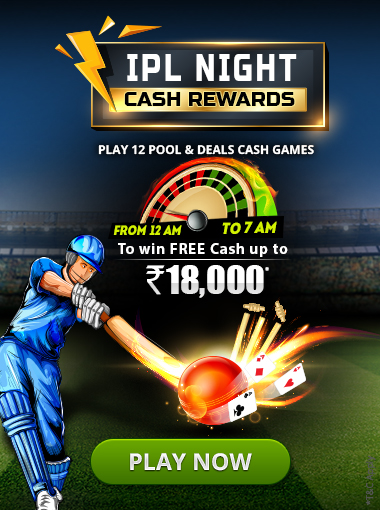 IPL NIGHT
CASH REWARDS
PLAY 12 POOL & DEALS CASH GAMES
FROM 12 AM TO 7 AM
To win FREE Cash up to
₹18,000*
PLAY NOW